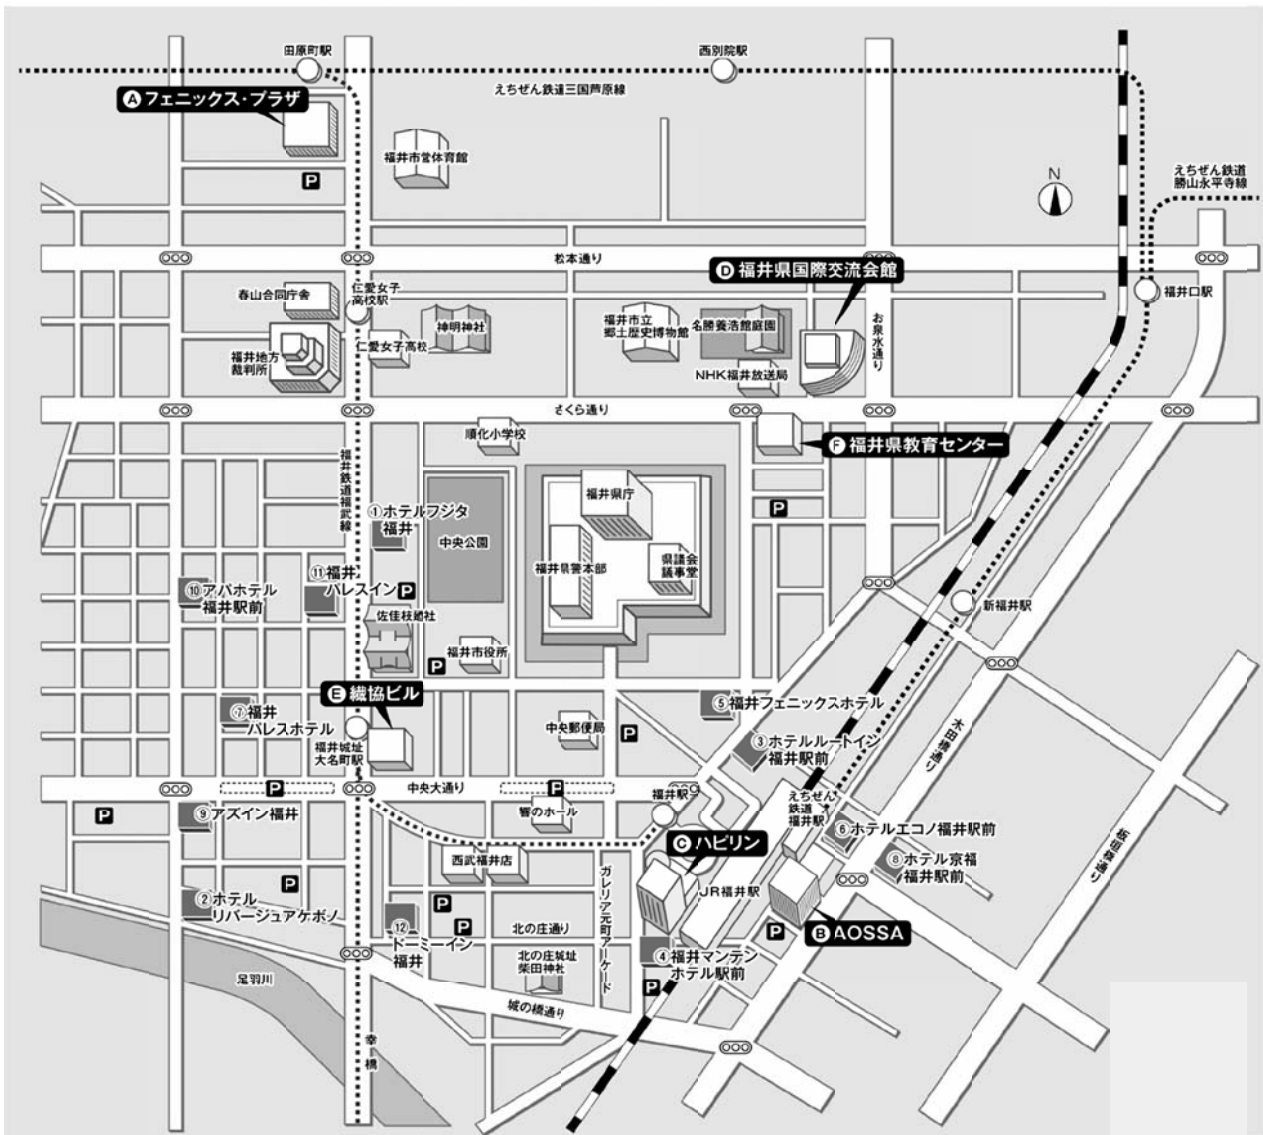 田原町駅
西別院駅
えちぜん鉄道三国芦原線
Ⓐフェニックス・プラザ
福井市営体育館
P
えちぜん鉄道
勝山永平寺線
N
松本通り
Ⓓ福井県国際交流会館
春山合同庁舎
仁愛女子
高校駅
福井口駅
神明神社
福井市立
郷土歴史博物館
名勝養浩館庭園
お泉水通り
福井地方
裁判所
仁愛女子高校
NHK福井放送局
さくら通り
順化小学校
Ⓕ福井県教育センター
福井鉄道福武線
福井県庁
①ホテルフジタ
福井
中央公園
P
福井県警本部
県議会
議事堂
⑩アパホテル
福井駅前
⑪福井
パレスイン
P
新福井駅
佐佳枝廼社
福井市役所
P
Ⓔ繊協ビル
⑤福井フェニックスホテル
⑦福井
パレスホテル
中央郵便局
P
③ホテルルートイン
福井駅前
木田橋通り
福井城址
大名町駅
中央大通り
P
P
福井駅
えちぜん
鉄道
福井駅
P
⑨アズイン福井
響のホール
⑥ホテルエコノ福井駅前
板垣橋通り
Ⓒハピリン
西武福井店
⑧ホテル京福
福井駅前
ガレリア元町アーケード
JR福井駅
P
②ホテル
リバージュアケボノ
P
P
⑫
ドーミーイン
福井
北の庄通り
P
ⒷAOSSA
北の庄城址
柴田神社
④福井マンテン
ホテル駅前
足羽川
P
城の橋通り
幸橋